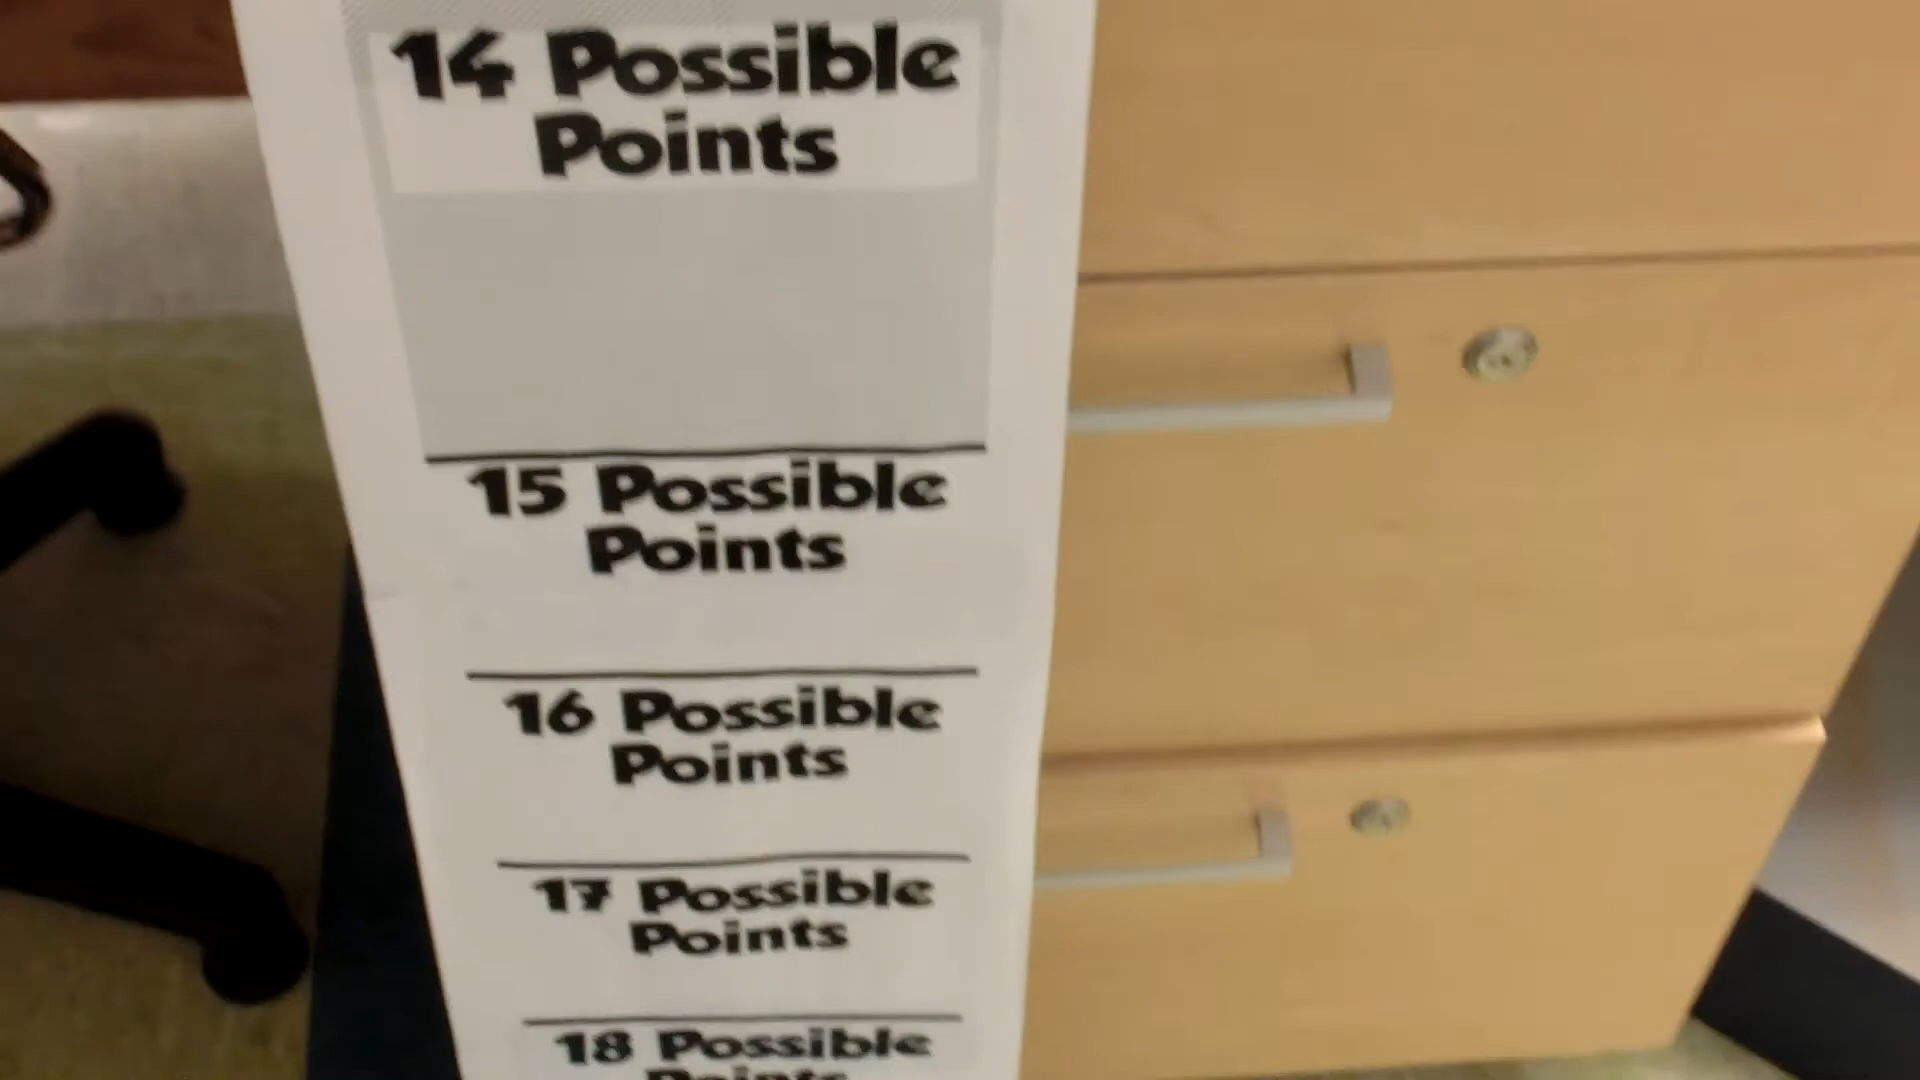 14 Possible
Points
15 Possible
Points
16 Possible
Points
17 Possible
Points
18 Possible
Points